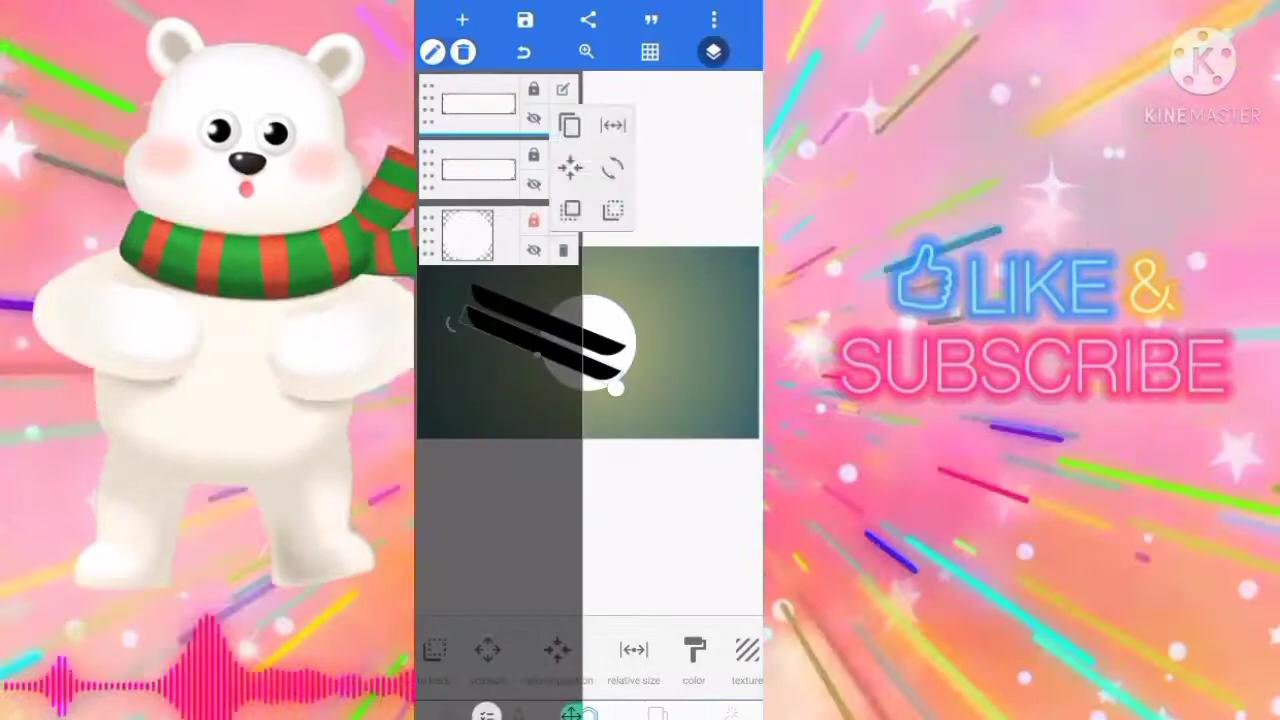 KINEMASTER
LIKE &
SUBSCRIBE
relative size
color
texture